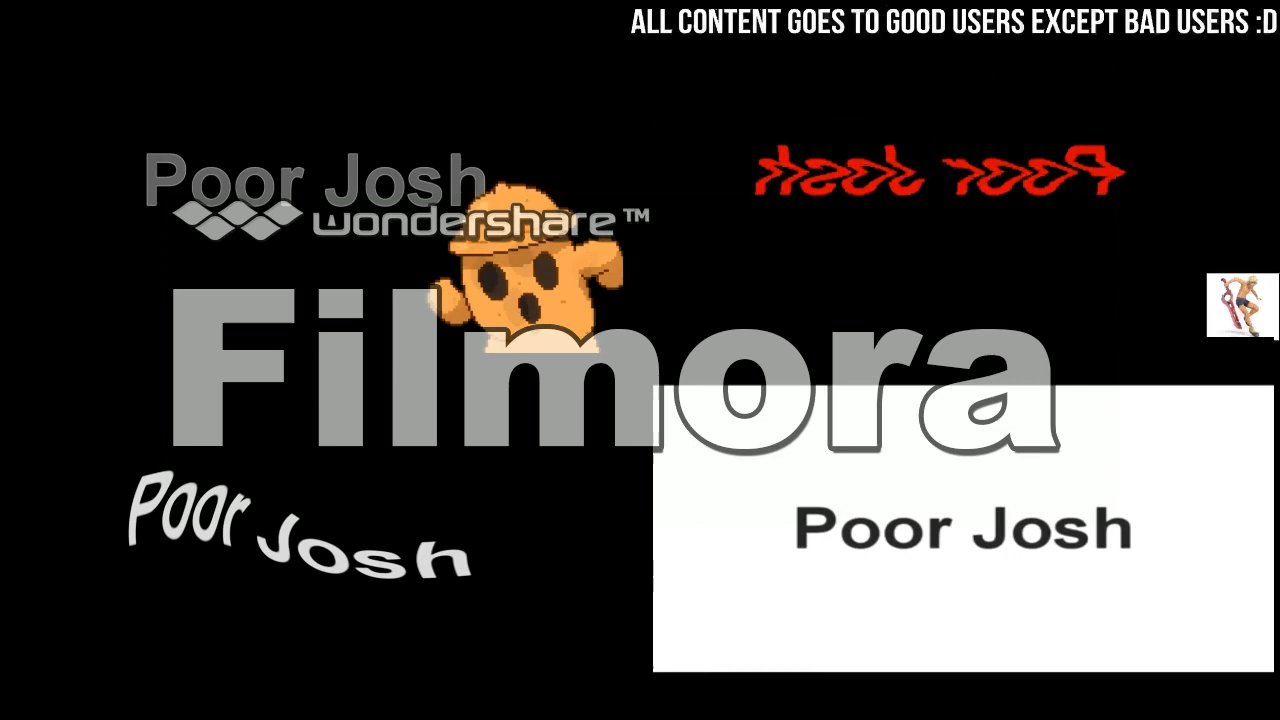 ALL CONTENT GOES TO GOOD USERS EXCEPT BAD USERS :D
Poor Josh
Poor Josh
wondershare™
Filmora
Poor Josh
Poor Josh